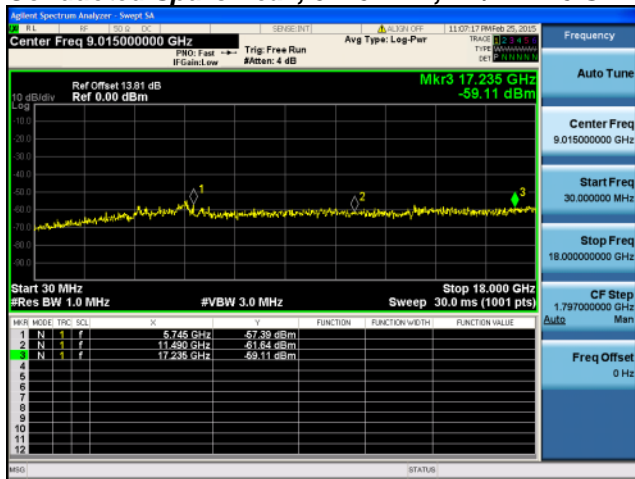 Agilent Spectrum Analyzer - Swept SA
RL RF 50 Ω DC SENSE:INT ALIGN OFF 11:07:17 PM Feb 25, 2015
Center Freq 9.015000000 GHz
PNO: Fast
IFGain:Low
Trig: Free Run
#Atten: 4 dB
Avg Type: Log-Pwr
TRACE 1 2 3 4 5 6
TYPE
DET P N N N N N
Mkr3 17.235 GHz
-59.11 dBm
Ref Offset 13.81 dB
10 dB/div Ref 0.00 dBm
Log
-10.0
-20.0
-30.0
-40.0
-50.0
-60.0
-70.0
-80.0
-90.0
1
2
3
Start 30 MHz Stop 18.000 GHz
#Res BW 1.0 MHz #VBW 3.0 MHz Sweep 30.0 ms (1001 pts)
MKR MODE TRC SCL X Y FUNCTION FUNCTION WIDTH FUNCTION VALUE
1 N 1 f 5.745 GHz -57.39 dBm
2 N 1 f 11.490 GHz -61.64 dBm
3 N 1 f 17.235 GHz -59.11 dBm
4
5
6
7
8
9
10
11
12
MSG STATUS
Frequency
Auto Tune
Center Freq
9.015000000 GHz
Start Freq
30.000000 MHz
Stop Freq
18.000000000 GHz
CF Step
1.797000000 GHz
Auto Man
Freq Offset
0 Hz